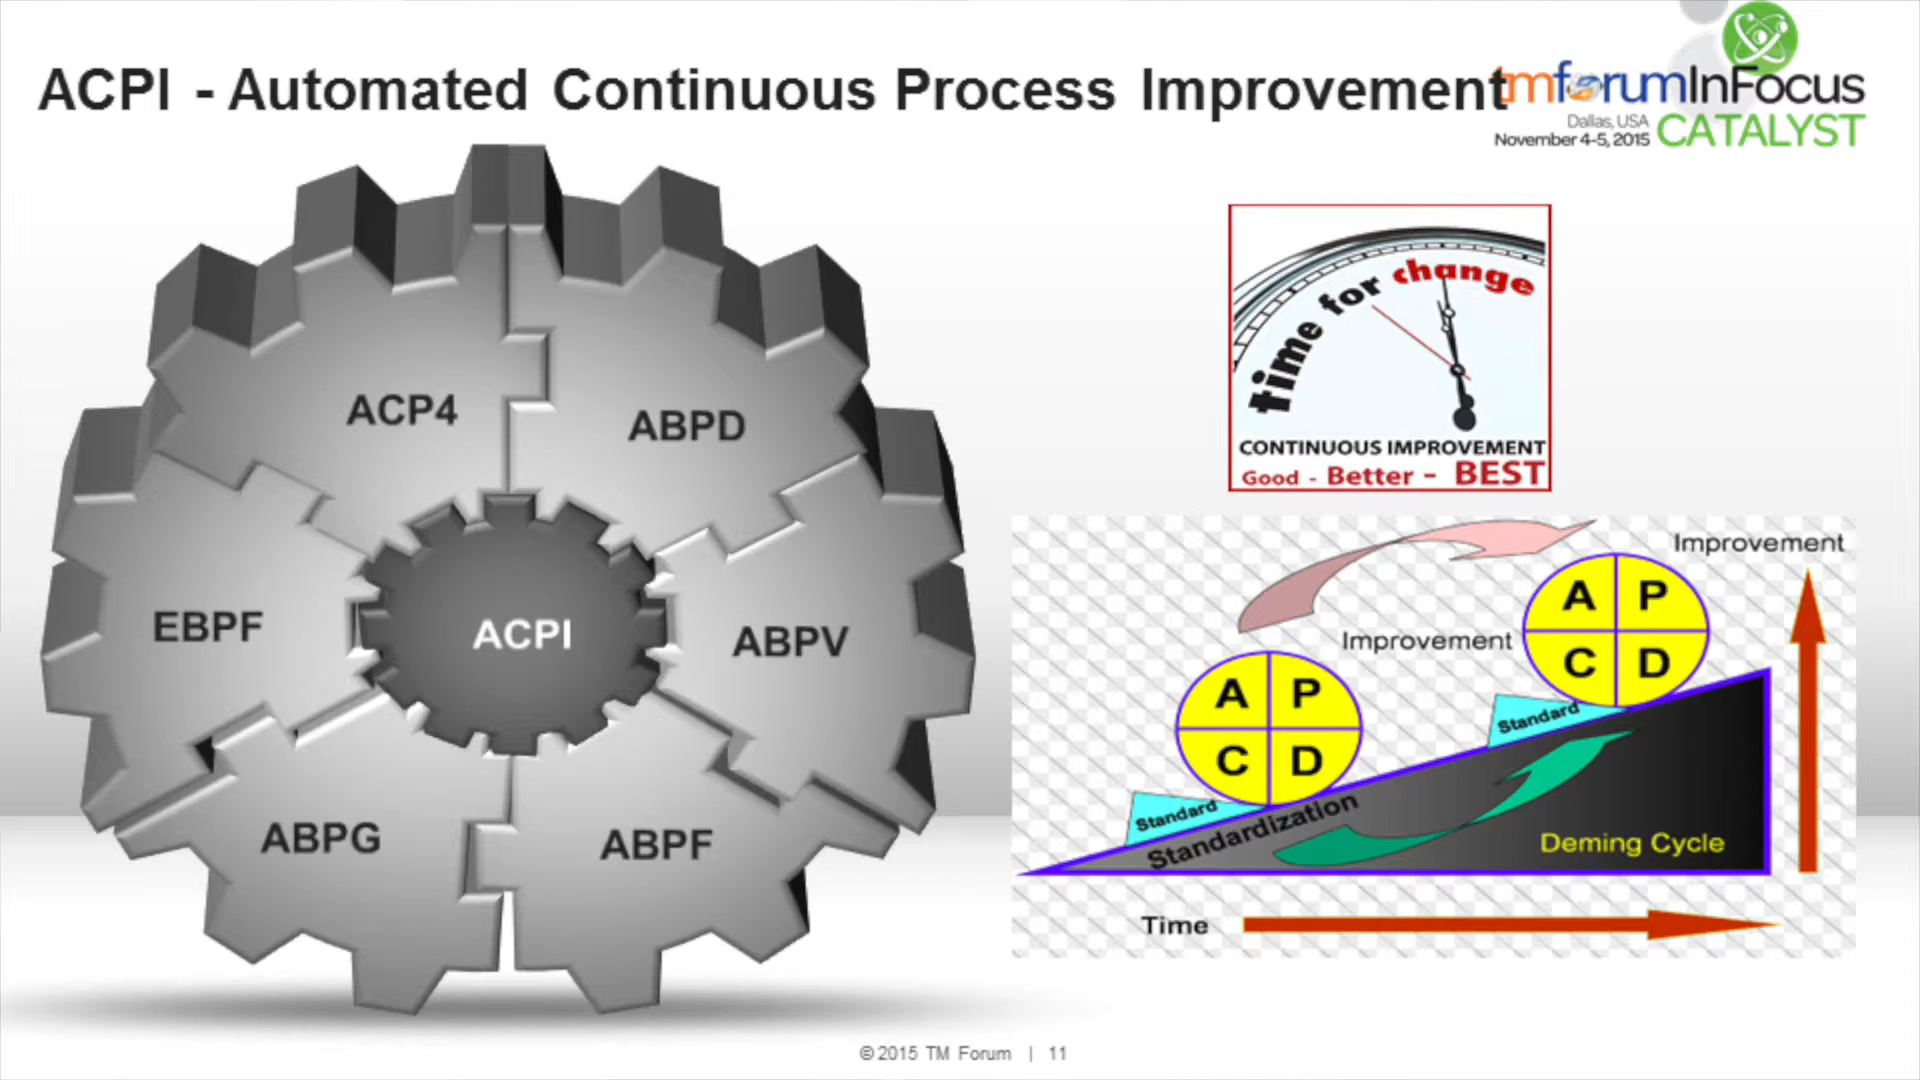 ACPI - Automated Continuous Process Improvement
tmforumInFocus
Dallas, USA
November 4-5, 2015
CATALYST
ACP4
ABPD
EBPF
ACPI
ABPV
ABPG
ABPF
time for change
CONTINUOUS IMPROVEMENT
Good - Better - BEST
Improvement
A P
C D
Improvement
A P
C D
Standard
Standard
Standardization
Deming Cycle
Time
© 2015 TM Forum | 11